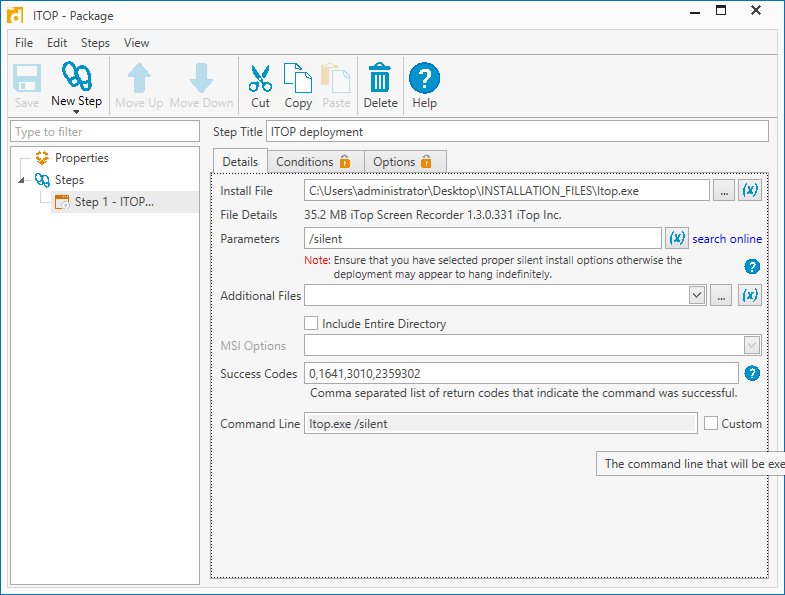 ITOP - Package
File Edit Steps View
Save New Step Move Up Move Down Cut Copy Paste Delete Help
Type to filter
Step Title ITOP deployment
Properties
Steps
Step 1 - ITOP...
Details Conditions Options
Install File C:\Users\administrator\Desktop\INSTALLATION_FILES\Itop.exe ... (x)
File Details 35.2 MB iTop Screen Recorder 1.3.0.331 iTop Inc.
Parameters /silent (x) search online
Note: Ensure that you have selected proper silent install options otherwise the
deployment may appear to hang indefinitely.
Additional Files ... (x)
Include Entire Directory
MSI Options
Success Codes 0,1641,3010,2359302
Comma separated list of return codes that indicate the command was successful.
Command Line Itop.exe /silent Custom
The command line that will be exe